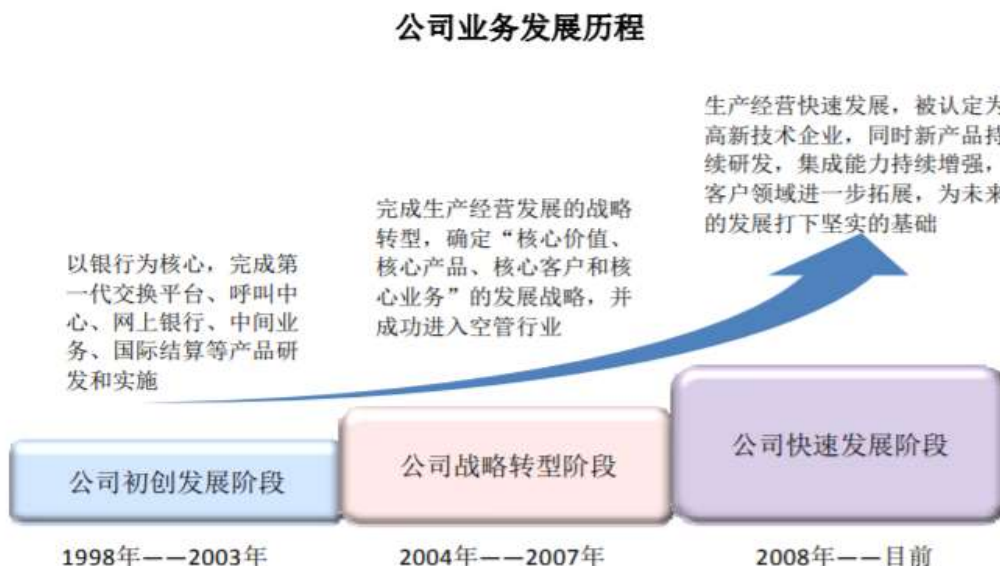 公司业务发展历程
以银行为核心，完成第
一代交换平台、呼叫中
心、网上银行、中间业
务、国际结算等产品研
发和实施
完成生产经营发展的战略
转型，确定“核心价值、
核心产品、核心客户和核
心业务”的发展战略，并
成功进入空管行业
生产经营快速发展，被认定为
高新技术企业，同时新产品持
续研发，集成能力持续增强，
客户领域进一步拓展，为未来
的发展打下坚实的基础
公司初创发展阶段
公司战略转型阶段
公司快速发展阶段
1998年——2003年
2004年——2007年
2008年——目前